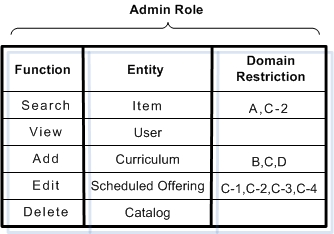 Admin Role
Function Entity Domain Restriction
Search Item A,C-2
View User
Add Curriculum B,C,D
Edit Scheduled Offering C-1,C-2,C-3,C-4
Delete Catalog